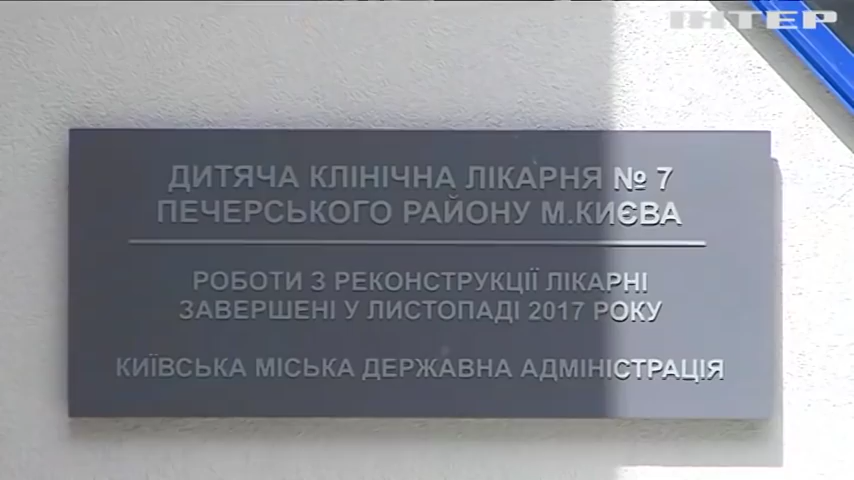 ІНТЕР
ДИТЯЧА КЛІНІЧНА ЛІКАРНЯ № 7
ПЕЧЕРСЬКОГО РАЙОНУ М.КИЄВА
РОБОТИ З РЕКОНСТРУКЦІЇ ЛІКАРНІ
ЗАВЕРШЕНІ У ЛИСТОПАДІ 2017 РОКУ
КИЇВСЬКА МІСЬКА ДЕРЖАВНА АДМІНІСТРАЦІЯ